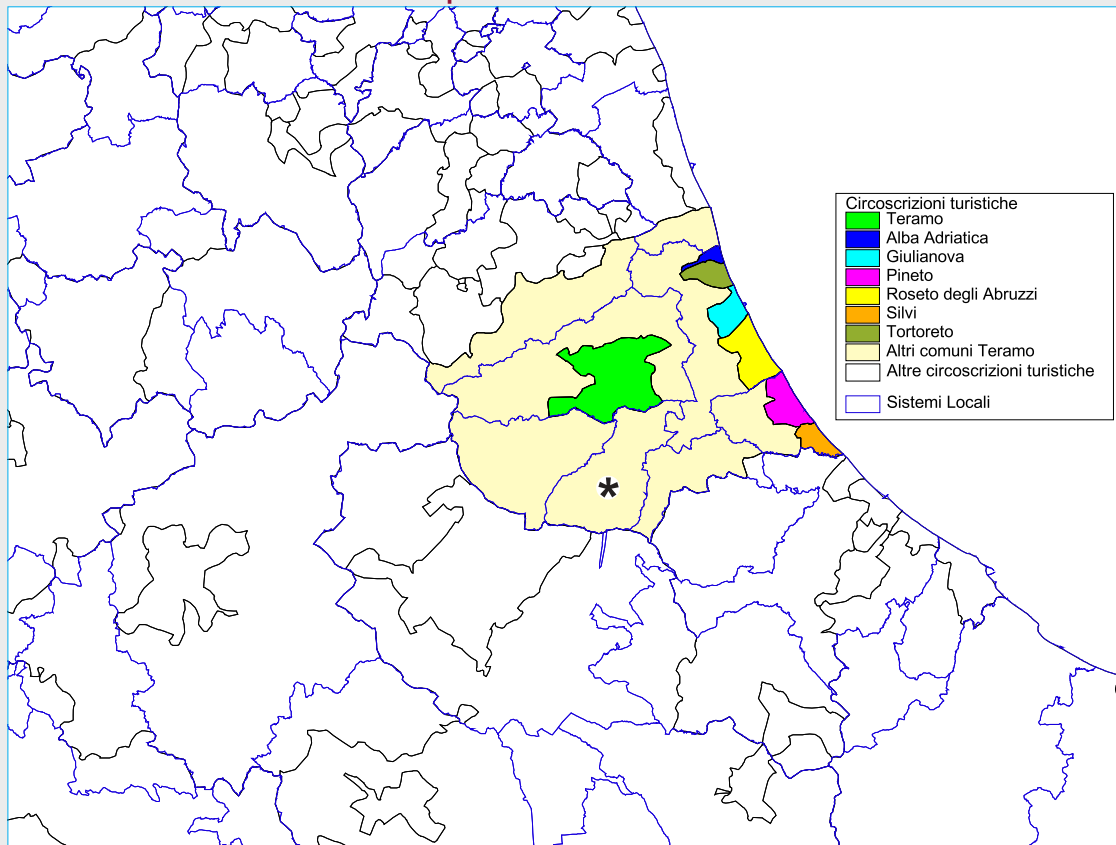 Circoscrizioni turistiche
Teramo
Alba Adriatica
Giulianova
Pineto
Roseto degli Abruzzi
Silvi
Tortoreto
Altri comuni Teramo
Altre circoscrizioni turistiche
Sistemi Locali
*